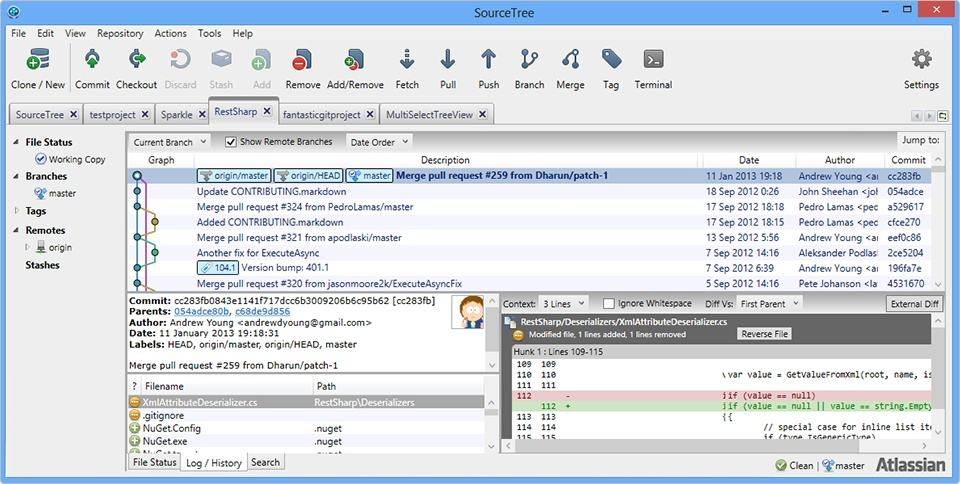 SourceTree
File Edit View Repository Actions Tools Help
Clone / New Commit Checkout Discard Stash Add Remove Add/Remove Fetch Pull Push Branch Merge Tag Terminal Settings
SourceTree testproject Sparkle RestSharp fantasticgitproject MultiSelectTreeView
File Status
Working Copy
Branches
master
Tags
Remotes
origin
Stashes
Current Branch Show Remote Branches Date Order Jump to:
Graph Description Date Author Commit
origin/master origin/HEAD master Merge pull request #259 from Dharun/patch-1 11 Jan 2013 19:18 Andrew Young <an cc283fb
Update CONTRIBUTING.markdown 18 Sep 2012 0:26 John Sheehan <joh 054adce
Merge pull request #324 from PedroLamas/master 17 Sep 2012 18:18 Pedro Lamas <ped a529617
Added CONTRIBUTING.markdown 17 Sep 2012 18:15 Pedro Lamas <ped cfce270
Merge pull request #321 from apodlaski/master 13 Sep 2012 5:56 Andrew Young <an eef0c86
Another fix for ExecuteAsync 7 Sep 2012 14:16 Aleksander Podlas 2ce5204
104.1 Version bump: 401.1 7 Sep 2012 6:39 Andrew Young <an 196fa7e
Merge pull request #320 from jasonmoore2k/ExecuteAsyncFix 7 Sep 2012 6:34 Pete Johanson <la 4531670
Commit: cc283fb0843e1141f717dcc6b3009206b6c95b62 [cc283fb]
Parents: 054adce80b, c68de9d856
Author: Andrew Young <andrewdyoung@gmail.com>
Date: 11 January 2013 19:18:31
Labels: HEAD, origin/master, origin/HEAD, master
Merge pull request #259 from Dharun/patch-1
? Filename Path
XmlAttributeDeserializer.cs RestSharp\Deserializers
.gitignore
NuGet.Config .nuget
NuGet.exe .nuget
File Status Log / History Search
Context: 3 Lines Ignore Whitespace Diff Vs: First Parent External Diff
RestSharp/Deserializers/XmlAttributeDeserializer.cs
Modified file, 1 lines added, 1 lines removed Reverse File
Hunk 1 : Lines 109-115
109 109
110 110 \var value = GetValueFromXml(root, name, is
111 111
112 - jif (value == null)
112 + jif (value == null || value == string.Empty
113 113 {{
114 114 // special case for inline list ite
115 115 if (type.IsGenericType)
Clean | master Atlassian